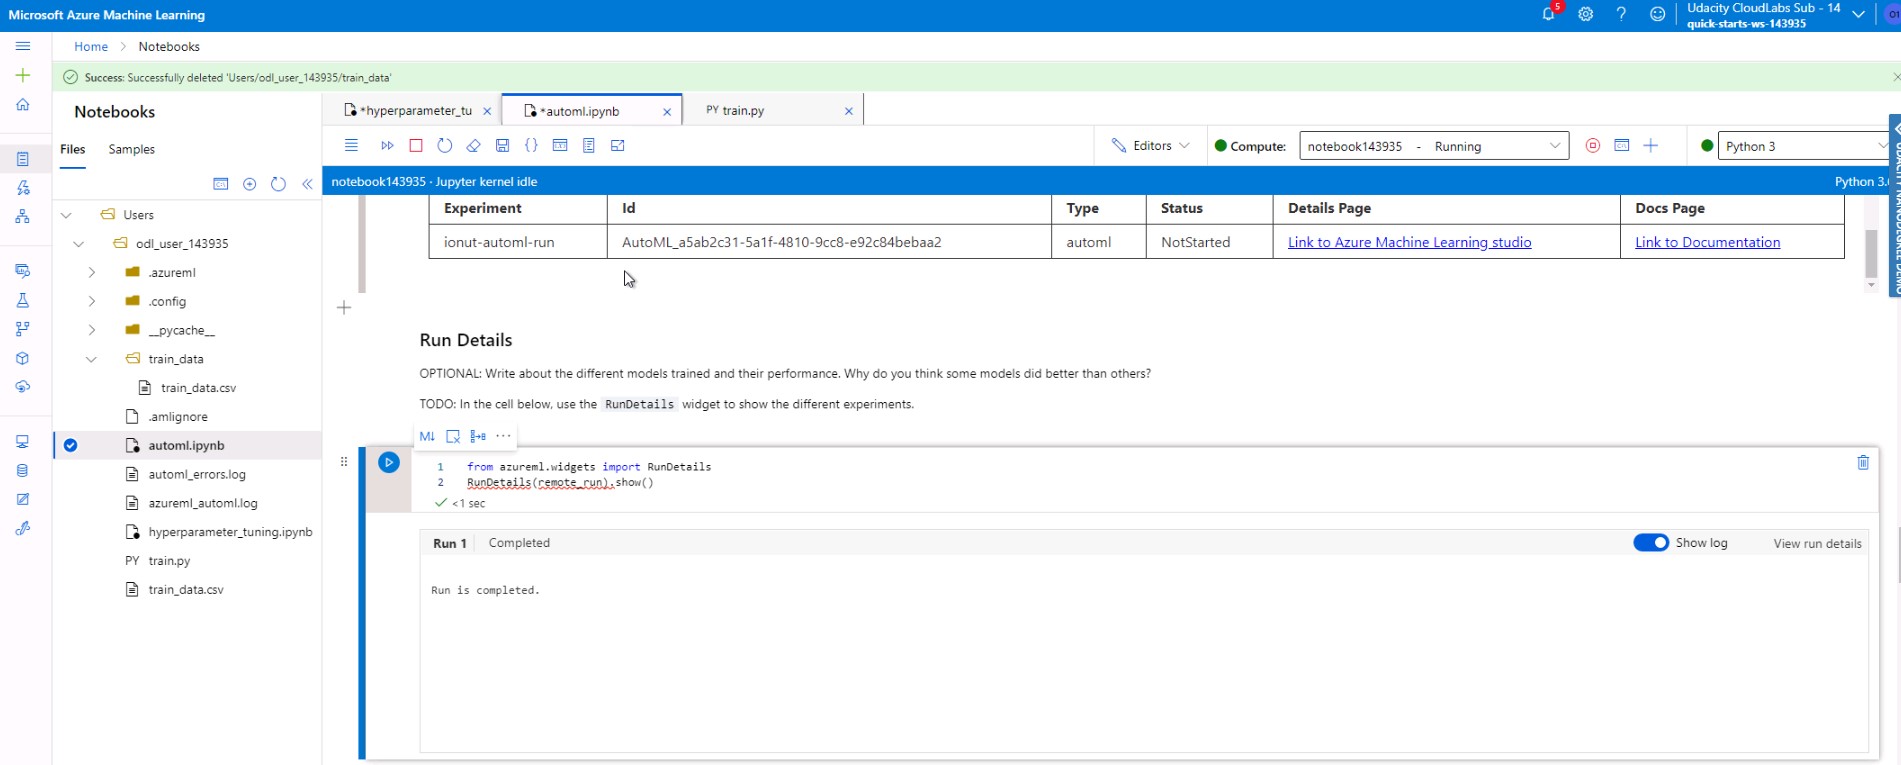 Microsoft Azure Machine Learning
5
Udacity CloudLabs Sub - 14
quick-starts-ws-143935
Home > Notebooks
Success: Successfully deleted 'Users/odl_user_143935/train_data'
Notebooks
*hyperparameter_tu
*automl.ipynb
PY train.py
Files
Samples
Editors
Compute:
notebook143935 - Running
Python 3
notebook143935 · Jupyter kernel idle
Python 3.
Users
odl_user_143935
.azureml
.config
__pycache__
train_data
train_data.csv
.amlignore
automl.ipynb
automl_errors.log
azureml_automl.log
hyperparameter_tuning.ipynb
PY train.py
train_data.csv
Experiment Id Type Status Details Page Docs Page
ionut-automl-run AutoML_a5ab2c31-5a1f-4810-9cc8-e92c84bebaa2 automl NotStarted Link to Azure Machine Learning studio Link to Documentation
Run Details
OPTIONAL: Write about the different models trained and their performance. Why do you think some models did better than others?
TODO: In the cell below, use the RunDetails widget to show the different experiments.
M↓
1 from azureml.widgets import RunDetails
2 RunDetails(remote_run).show()
<1 sec
Run 1 Completed
Show log
View run details
Run is completed.